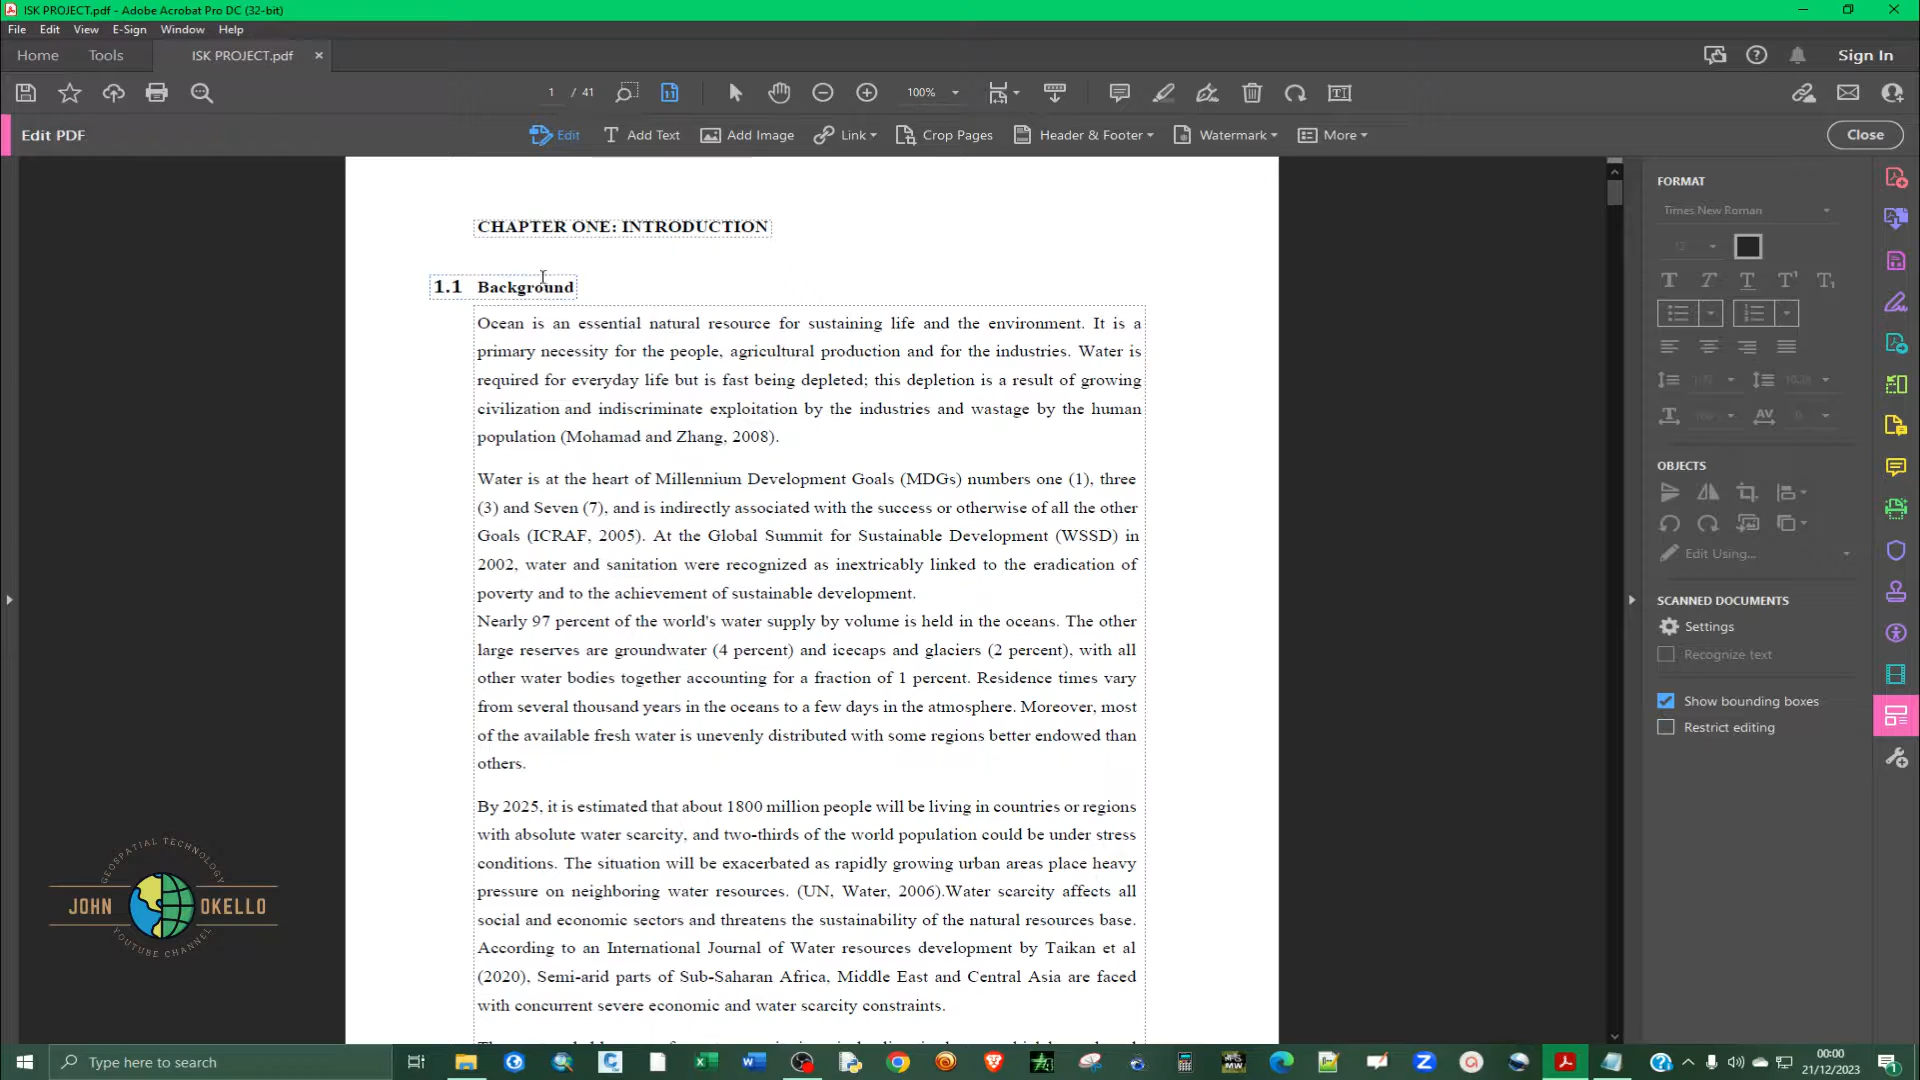 ISK PROJECT.pdf - Adobe Acrobat Pro DC (32-bit)
File Edit View E-Sign Window Help
Home Tools ISK PROJECT.pdf × Sign In
1 / 41 100%
Edit PDF Edit Add Text Add Image Link Crop Pages Header & Footer Watermark More Close
CHAPTER ONE: INTRODUCTION
1.1 Background
Ocean is an essential natural resource for sustaining life and the environment. It is a
primary necessity for the people, agricultural production and for the industries. Water is
required for everyday life but is fast being depleted; this depletion is a result of growing
civilization and indiscriminate exploitation by the industries and wastage by the human
population (Mohamad and Zhang, 2008).
Water is at the heart of Millennium Development Goals (MDGs) numbers one (1), three
(3) and Seven (7), and is indirectly associated with the success or otherwise of all the other
Goals (ICRAF, 2005). At the Global Summit for Sustainable Development (WSSD) in
2002, water and sanitation were recognized as inextricably linked to the eradication of
poverty and to the achievement of sustainable development.
Nearly 97 percent of the world's water supply by volume is held in the oceans. The other
large reserves are groundwater (4 percent) and icecaps and glaciers (2 percent), with all
other water bodies together accounting for a fraction of 1 percent. Residence times vary
from several thousand years in the oceans to a few days in the atmosphere. Moreover, most
of the available fresh water is unevenly distributed with some regions better endowed than
others.
By 2025, it is estimated that about 1800 million people will be living in countries or regions
with absolute water scarcity, and two-thirds of the world population could be under stress
conditions. The situation will be exacerbated as rapidly growing urban areas place heavy
pressure on neighboring water resources. (UN, Water, 2006).Water scarcity affects all
social and economic sectors and threatens the sustainability of the natural resources base.
According to an International Journal of Water resources development by Taikan et al
(2020), Semi-arid parts of Sub-Saharan Africa, Middle East and Central Asia are faced
with concurrent severe economic and water scarcity constraints.
FORMAT
Times New Roman
12
OBJECTS
Edit Using...
SCANNED DOCUMENTS
Settings
Recognize text
Show bounding boxes
Restrict editing
GEOSPATIAL TECHNOLOGY
JOHN OKELLO
YOUTUBE CHANNEL
Type here to search
00:00
21/12/2023